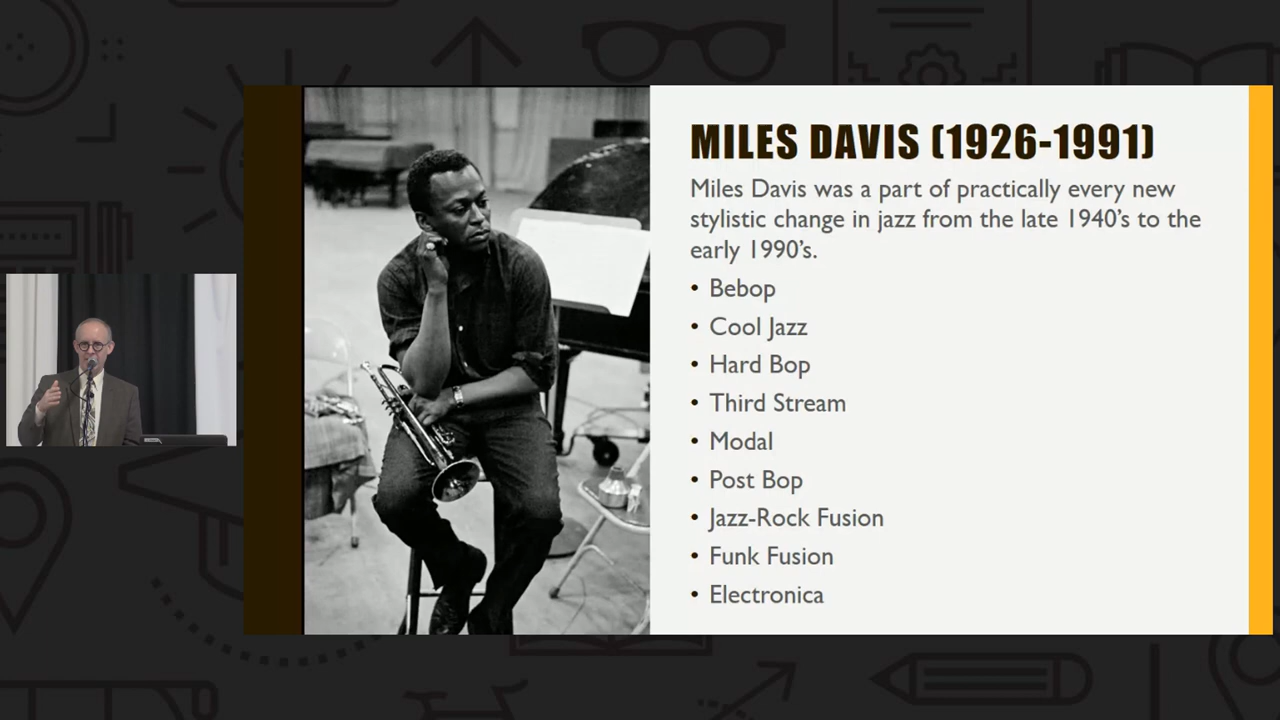 MILES DAVIS (1926-1991)
Miles Davis was a part of practically every new
stylistic change in jazz from the late 1940’s to the
early 1990’s.
• Bebop
• Cool Jazz
• Hard Bop
• Third Stream
• Modal
• Post Bop
• Jazz-Rock Fusion
• Funk Fusion
• Electronica